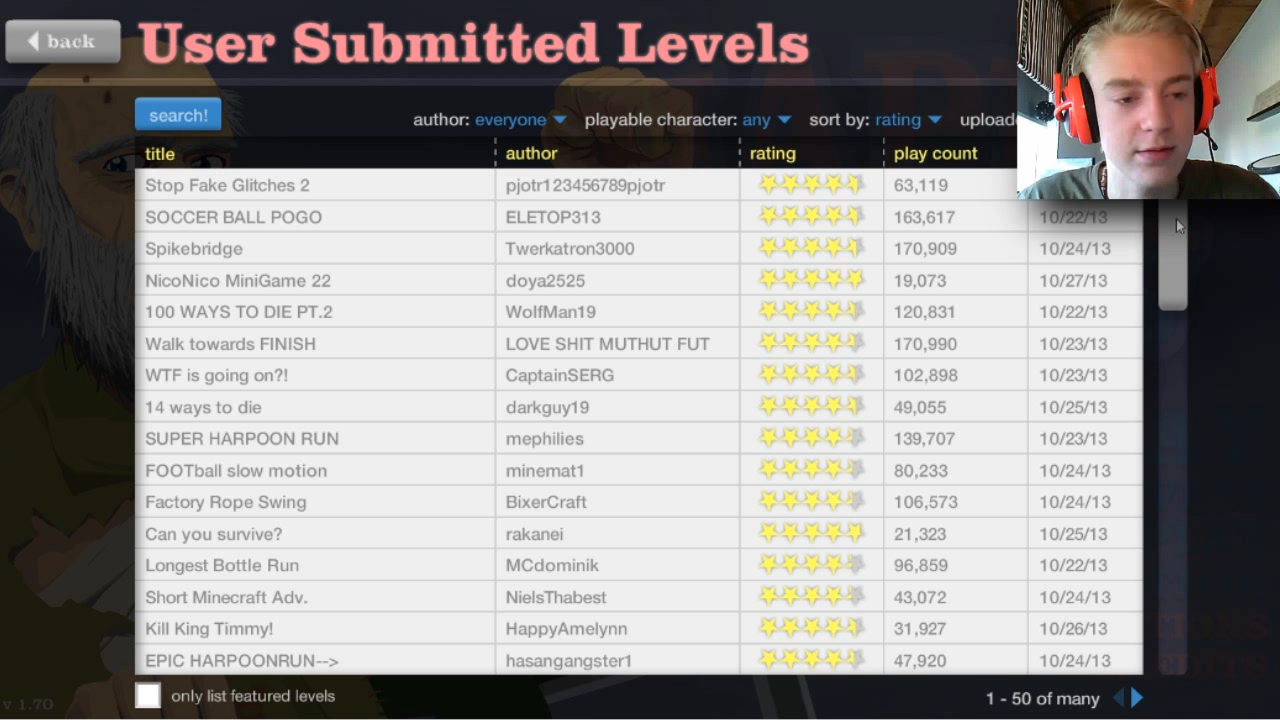 back
User Submitted Levels
search!
author: everyone playable character: any sort by: rating uploade
title author rating play count
Stop Fake Glitches 2 pjotr123456789pjotr 63,119
SOCCER BALL POGO ELETOP313 163,617 10/22/13
Spikebridge Twerkatron3000 170,909 10/24/13
NicoNico MiniGame 22 doya2525 19,073 10/27/13
100 WAYS TO DIE PT.2 WolfMan19 120,831 10/22/13
Walk towards FINISH LOVE SHIT MUTHUT FUT 170,990 10/23/13
WTF is going on?! CaptainSERG 102,898 10/23/13
14 ways to die darkguy19 49,055 10/25/13
SUPER HARPOON RUN mephilies 139,707 10/23/13
FOOTball slow motion minemat1 80,233 10/24/13
Factory Rope Swing BixerCraft 106,573 10/24/13
Can you survive? rakanei 21,323 10/25/13
Longest Bottle Run MCdominik 96,859 10/22/13
Short Minecraft Adv. NielsThabest 43,072 10/24/13
Kill King Timmy! HappyAmelynn 31,927 10/26/13
EPIC HARPOONRUN--> hasangangster1 47,920 10/24/13
only list featured levels
1 - 50 of many
v 1.70